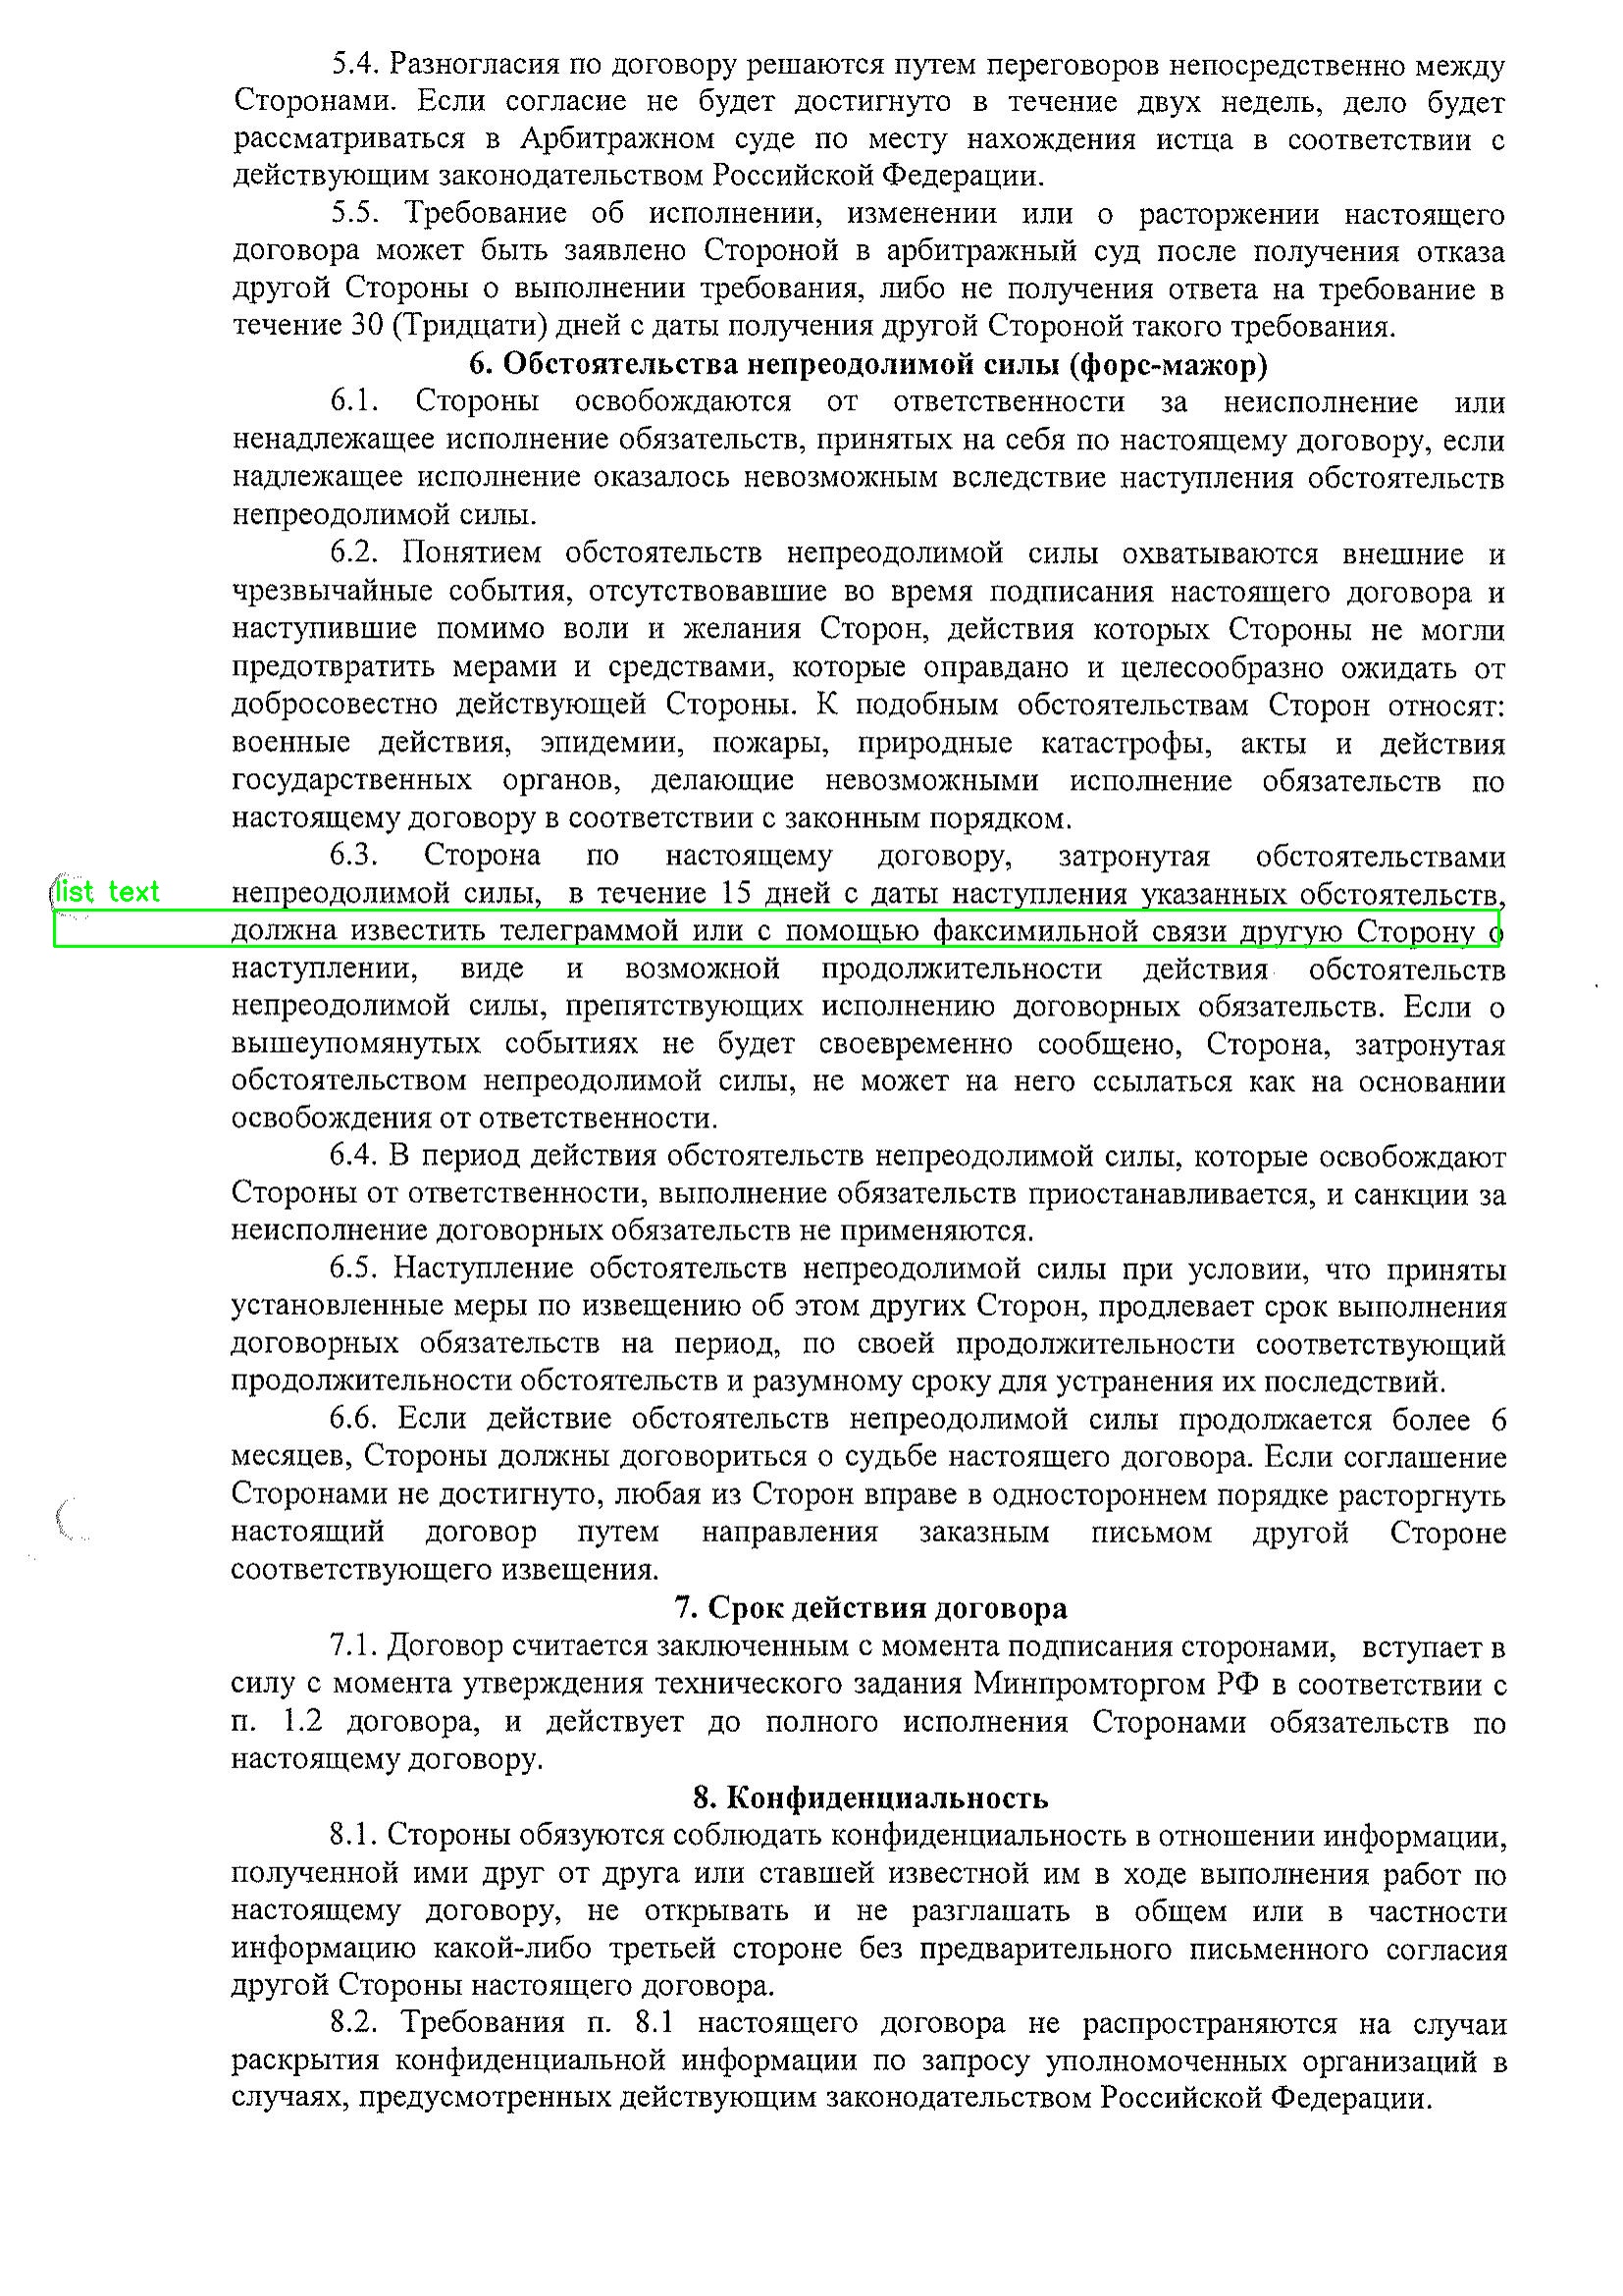 5.4. Разногласия по договору решаются путем переговоров непосредственно между
Сторонами. Если согласие не будет достигнуто в течение двух недель, дело будет
рассматриваться в Арбитражном суде по месту нахождения истца в соответствии с
действующим законодательством Российской Федерации.
5.5. Требование об исполнении, изменении или о расторжении настоящего
договора может быть заявлено Стороной в арбитражный суд после получения отказа
другой Стороны о выполнении требования, либо не получения ответа на требование в
течение 30 (Тридцати) дней с даты получения другой Стороной такого требования.
6. Обстоятельства непреодолимой силы (форс-мажор)
6.1. Стороны освобождаются от ответственности за неисполнение или
ненадлежащее исполнение обязательств, принятых на себя по настоящему договору, если
надлежащее исполнение оказалось невозможным вследствие наступления обстоятельств
непреодолимой силы.
6.2. Понятием обстоятельств непреодолимой силы охватываются внешние и
чрезвычайные события, отсутствовавшие во время подписания настоящего договора и
наступившие помимо воли и желания Сторон, действия которых Стороны не могли
предотвратить мерами и средствами, которые оправдано и целесообразно ожидать от
добросовестно действующей Стороны. К подобным обстоятельствам Сторон относят:
военные действия, эпидемии, пожары, природные катастрофы, акты и действия
государственных органов, делающие невозможными исполнение обязательств по
настоящему договору в соответствии с законным порядком.
6.3. Сторона по настоящему договору, затронутая обстоятельствами
list text
непреодолимой силы, в течение 15 дней с даты наступления указанных обстоятельств,
должна известить телеграммой или с помощью факсимильной связи другую Сторону о
наступлении, виде и возможной продолжительности действия обстоятельств
непреодолимой силы, препятствующих исполнению договорных обязательств. Если о
вышеупомянутых событиях не будет своевременно сообщено, Сторона, затронутая
обстоятельством непреодолимой силы, не может на него ссылаться как на основании
освобождения от ответственности.
6.4. В период действия обстоятельств непреодолимой силы, которые освобождают
Стороны от ответственности, выполнение обязательств приостанавливается, и санкции за
неисполнение договорных обязательств не применяются.
6.5. Наступление обстоятельств непреодолимой силы при условии, что приняты
установленные меры по извещению об этом других Сторон, продлевает срок выполнения
договорных обязательств на период, по своей продолжительности соответствующий
продолжительности обстоятельств и разумному сроку для устранения их последствий.
6.6. Если действие обстоятельств непреодолимой силы продолжается более 6
месяцев, Стороны должны договориться о судьбе настоящего договора. Если соглашение
Сторонами не достигнуто, любая из Сторон вправе в одностороннем порядке расторгнуть
настоящий договор путем направления заказным письмом другой Стороне
соответствующего извещения.
7. Срок действия договора
7.1. Договор считается заключенным с момента подписания сторонами, вступает в
силу с момента утверждения технического задания Минпромторгом РФ в соответствии с
п. 1.2 договора, и действует до полного исполнения Сторонами обязательств по
настоящему договору.
8. Конфиденциальность
8.1. Стороны обязуются соблюдать конфиденциальность в отношении информации,
полученной ими друг от друга или ставшей известной им в ходе выполнения работ по
настоящему договору, не открывать и не разглашать в общем или в частности
информацию какой-либо третьей стороне без предварительного письменного согласия
другой Стороны настоящего договора.
8.2. Требования п. 8.1 настоящего договора не распространяются на случаи
раскрытия конфиденциальной информации по запросу уполномоченных организаций в
случаях, предусмотренных действующим законодательством Российской Федерации.